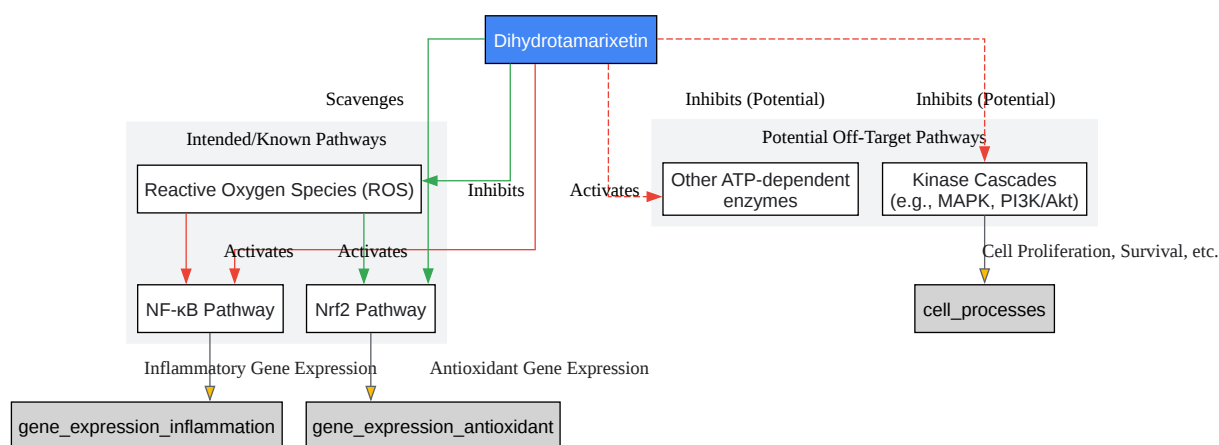 Dihydrotamarixetin
Scavenges
Inhibits (Potential)
Inhibits (Potential)
Intended/Known Pathways
Potential Off-Target Pathways
Reactive Oxygen Species (ROS)
Inhibits
Activates
Other ATP-dependent
enzymes
Kinase Cascades
(e.g., MAPK, PI3K/Akt)
Activates
Activates
Cell Proliferation, Survival, etc.
NF-κB Pathway
Nrf2 Pathway
cell_processes
Inflammatory Gene Expression
Antioxidant Gene Expression
gene_expression_inflammation
gene_expression_antioxidant